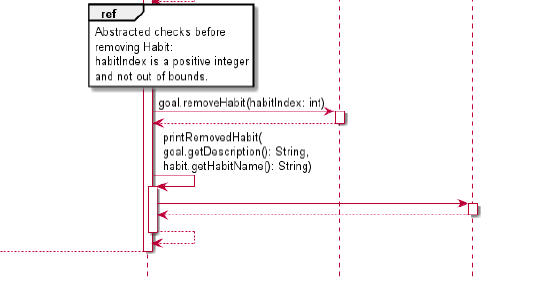 ref
Abstracted checks before
removing Habit:
habitIndex is a positive integer
and not out of bounds.
goal.removeHabit(habitIndex: int)
printRemovedHabit(
goal.getDescription(): String,
habit.getHabitName(): String)